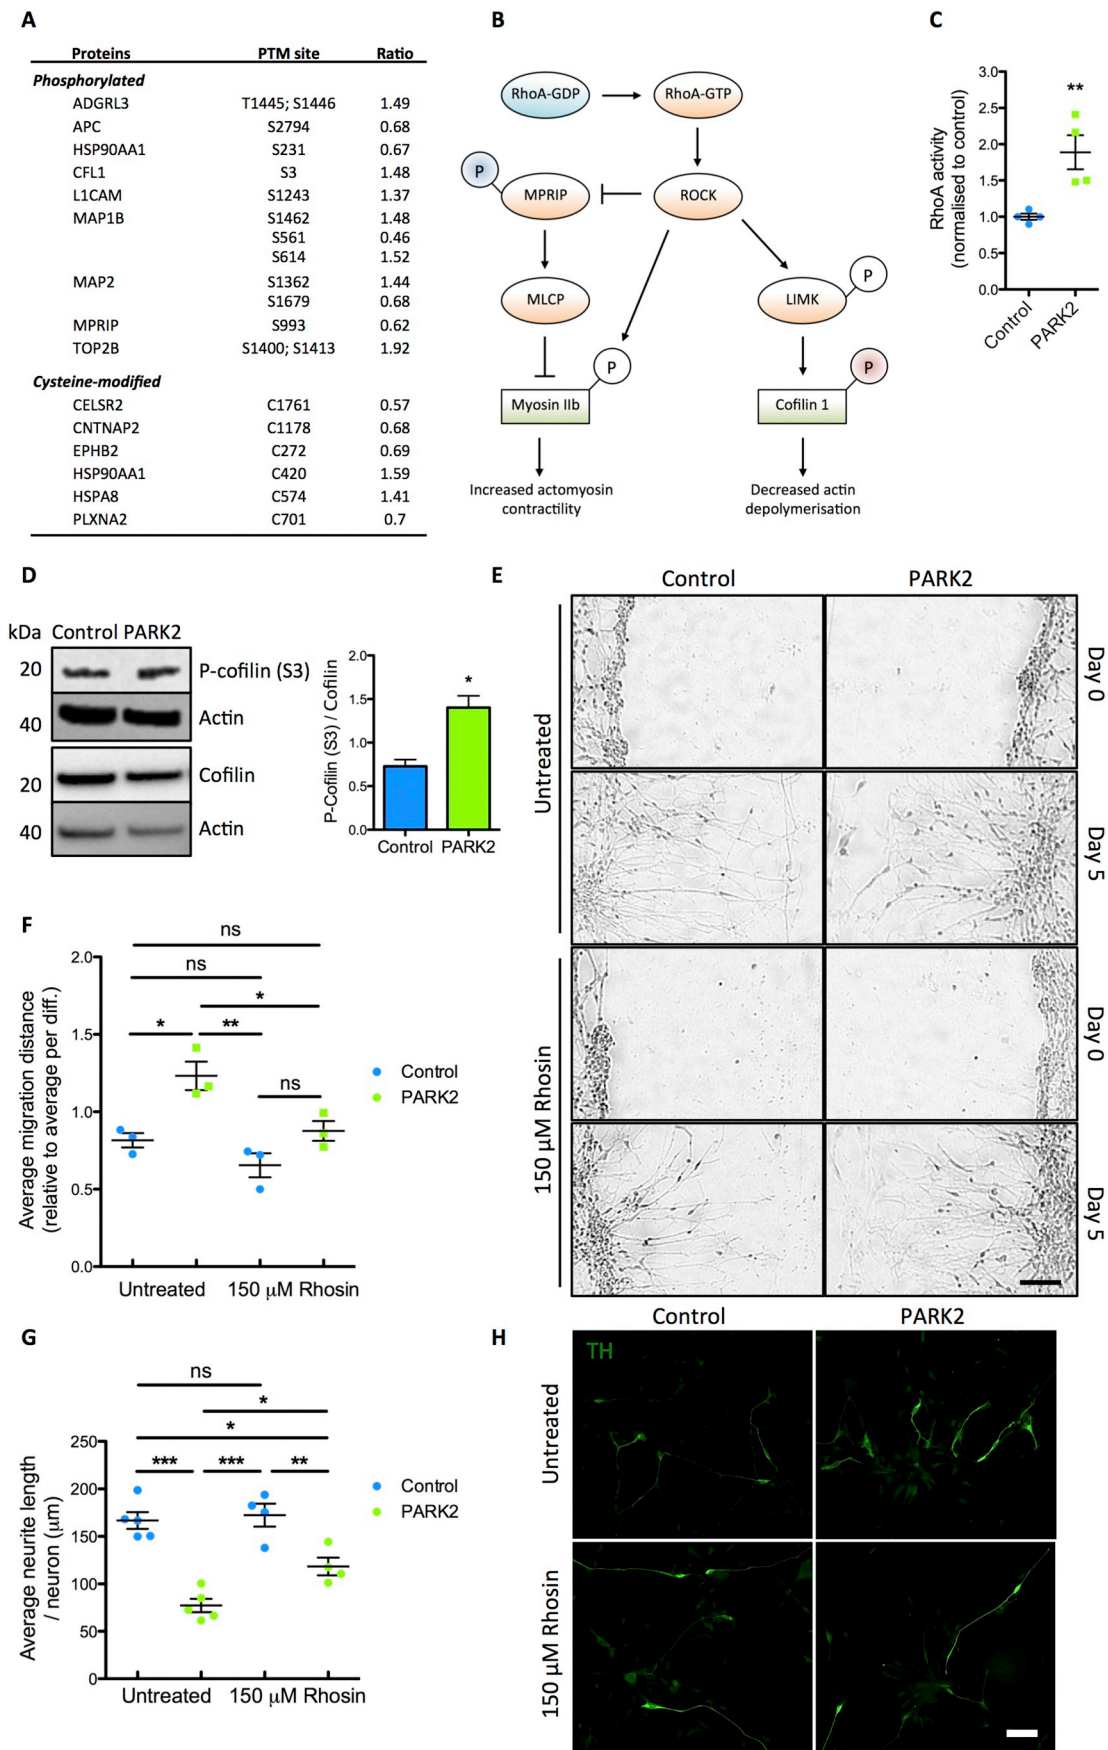 A
Proteins PTM site Ratio
Phosphorylated
ADGRL3 T1445; S1446 1.49
APC S2794 0.68
HSP90AA1 S231 0.67
CFL1 S3 1.48
L1CAM S1243 1.37
MAP1B S1462 1.48
S561 0.46
S614 1.52
MAP2 S1362 1.44
S1679 0.68
MPRIP S993 0.62
TOP2B S1400; S1413 1.92
Cysteine-modified
CELSR2 C1761 0.57
CNTNAP2 C1178 0.68
EPHB2 C272 0.69
HSP90AA1 C420 1.59
HSPA8 C574 1.41
PLXNA2 C701 0.7
B
RhoA-GDP RhoA-GTP
P MPRIP ROCK
MLCP LIMK P
P P
Myosin IIb Cofilin 1
Increased actomyosin
contractility
Decreased actin
depolymerisation
C
RhoA activity
(normalised to control)
3.0
2.5
2.0
1.5
1.0
0.5
0.0
**
Control PARK2
D
kDa Control PARK2
20 P-cofilin (S3)
40 Actin
20 Cofilin
40 Actin
P-Cofilin (S3) / Cofilin
2.0
1.5
1.0
0.5
0.0
*
Control PARK2
E
Control PARK2
Untreated
Day 0
Day 5
150 μM Rhosin
Day 0
Day 5
F
Average migration distance
(relative to average per diff.)
2.0
1.5
1.0
0.5
0.0
ns
ns
*
* **
ns
Control
PARK2
Untreated 150 μM Rhosin
G
Average neurite length
/ neuron (μm)
250
200
150
100
50
0
ns
*
*
*** *** **
Control
PARK2
Untreated 150 μM Rhosin
H
Control PARK2
TH
Untreated
150 μM Rhosin